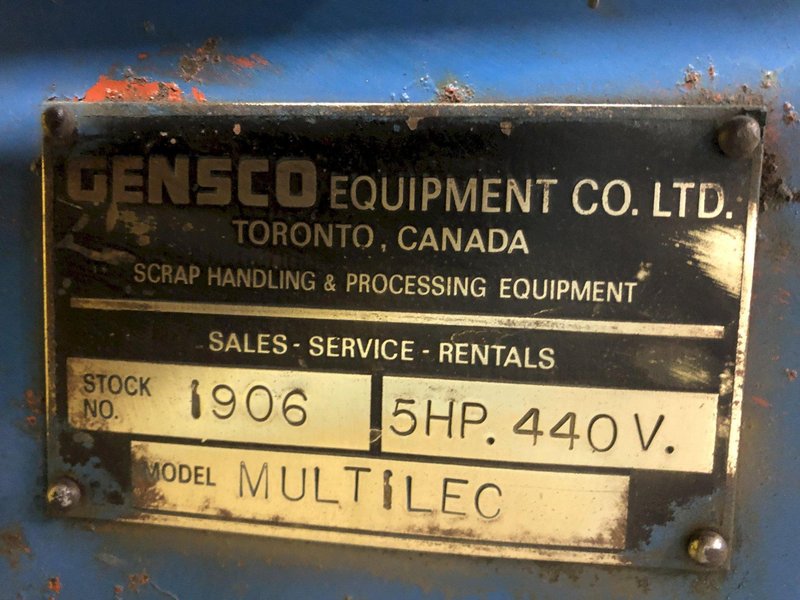 GENSCO EQUIPMENT CO. LTD.
TORONTO, CANADA
SCRAP HANDLING & PROCESSING EQUIPMENT
SALES - SERVICE - RENTALS
STOCK NO. 1906 5HP. 440V.
MODEL MULTILEC